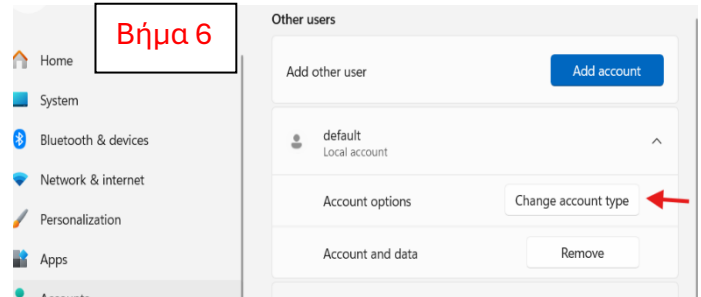 Βήμα 6
Home
System
Bluetooth & devices
Network & internet
Personalization
Apps
Accounts
Other users
Add other user
Add account
default
Local account
Account options
Change account type
Account and data
Remove